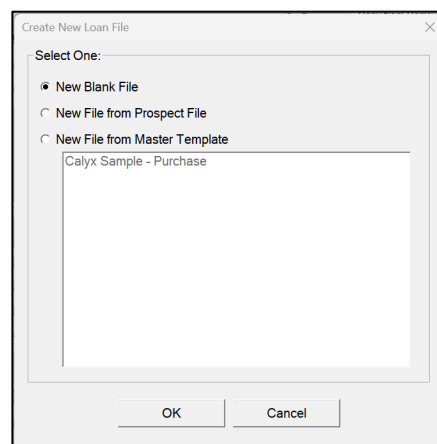 Create New Loan File
Select One:
New Blank File
New File from Prospect File
New File from Master Template
Calyx Sample - Purchase
OK
Cancel